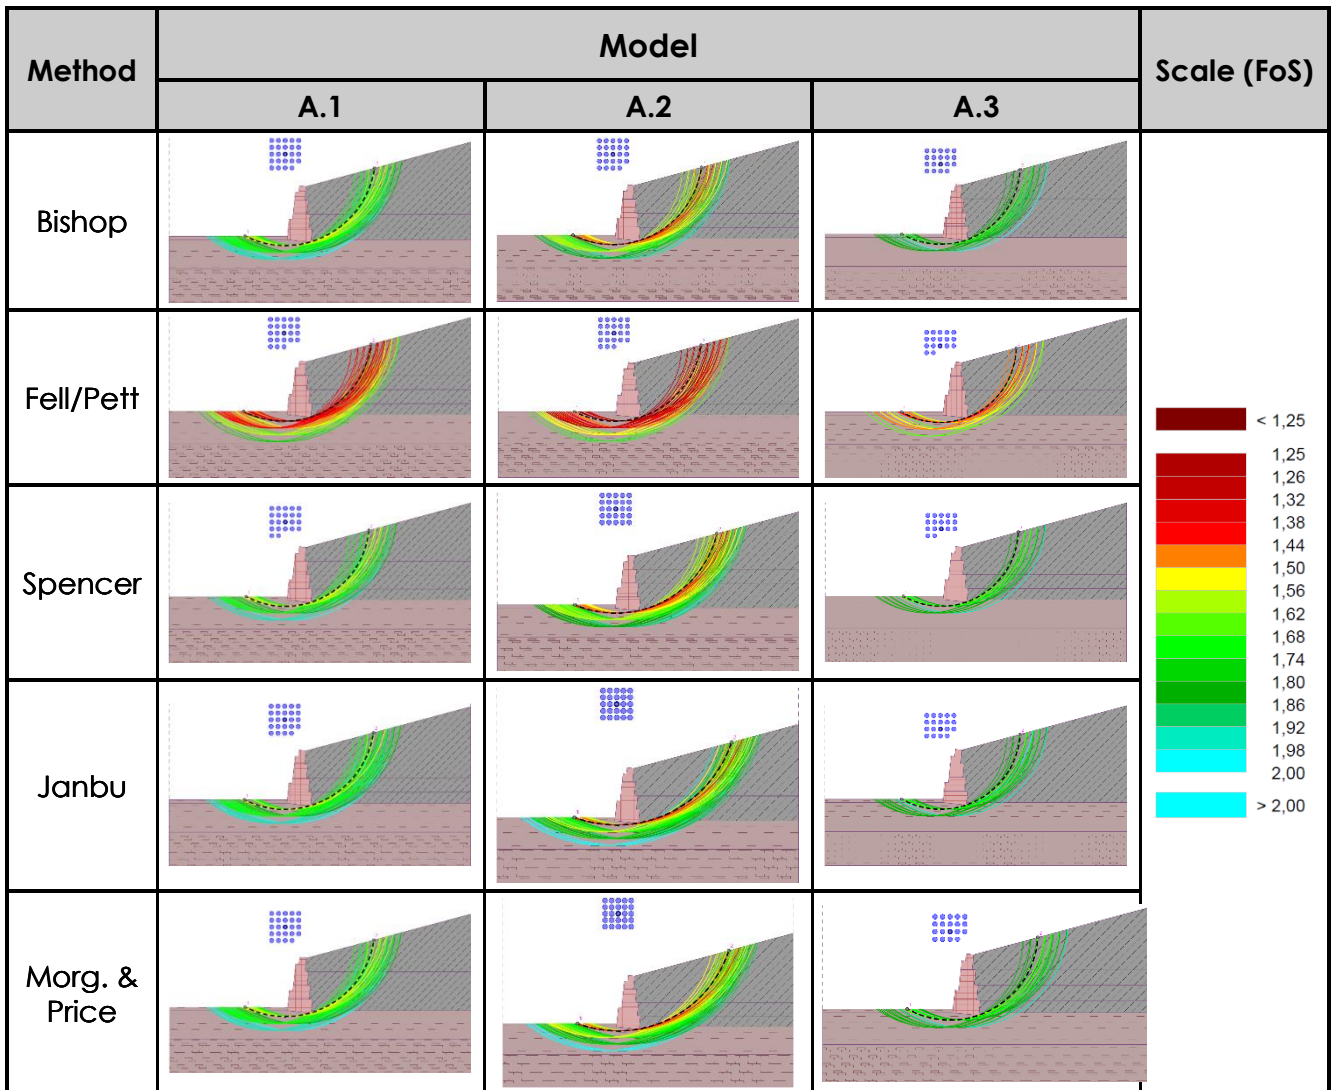 Method
Model
Scale (FoS)
A.1
A.2
A.3
Bishop
Fell/Pett
Spencer
Janbu
Morg. &
Price
< 1,25
1,25
1,26
1,32
1,38
1,44
1,50
1,56
1,62
1,68
1,74
1,80
1,86
1,92
1,98
2,00
> 2,00